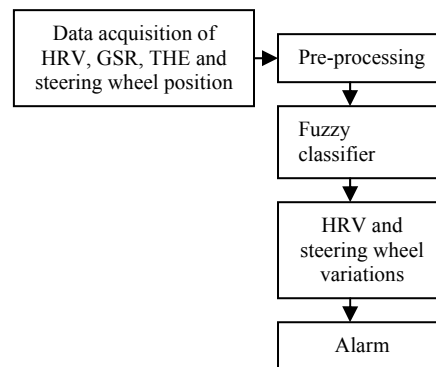 Data acquisition of
HRV, GSR, THE and
steering wheel position
Pre-processing
Fuzzy
classifier
HRV and
steering wheel
variations
Alarm